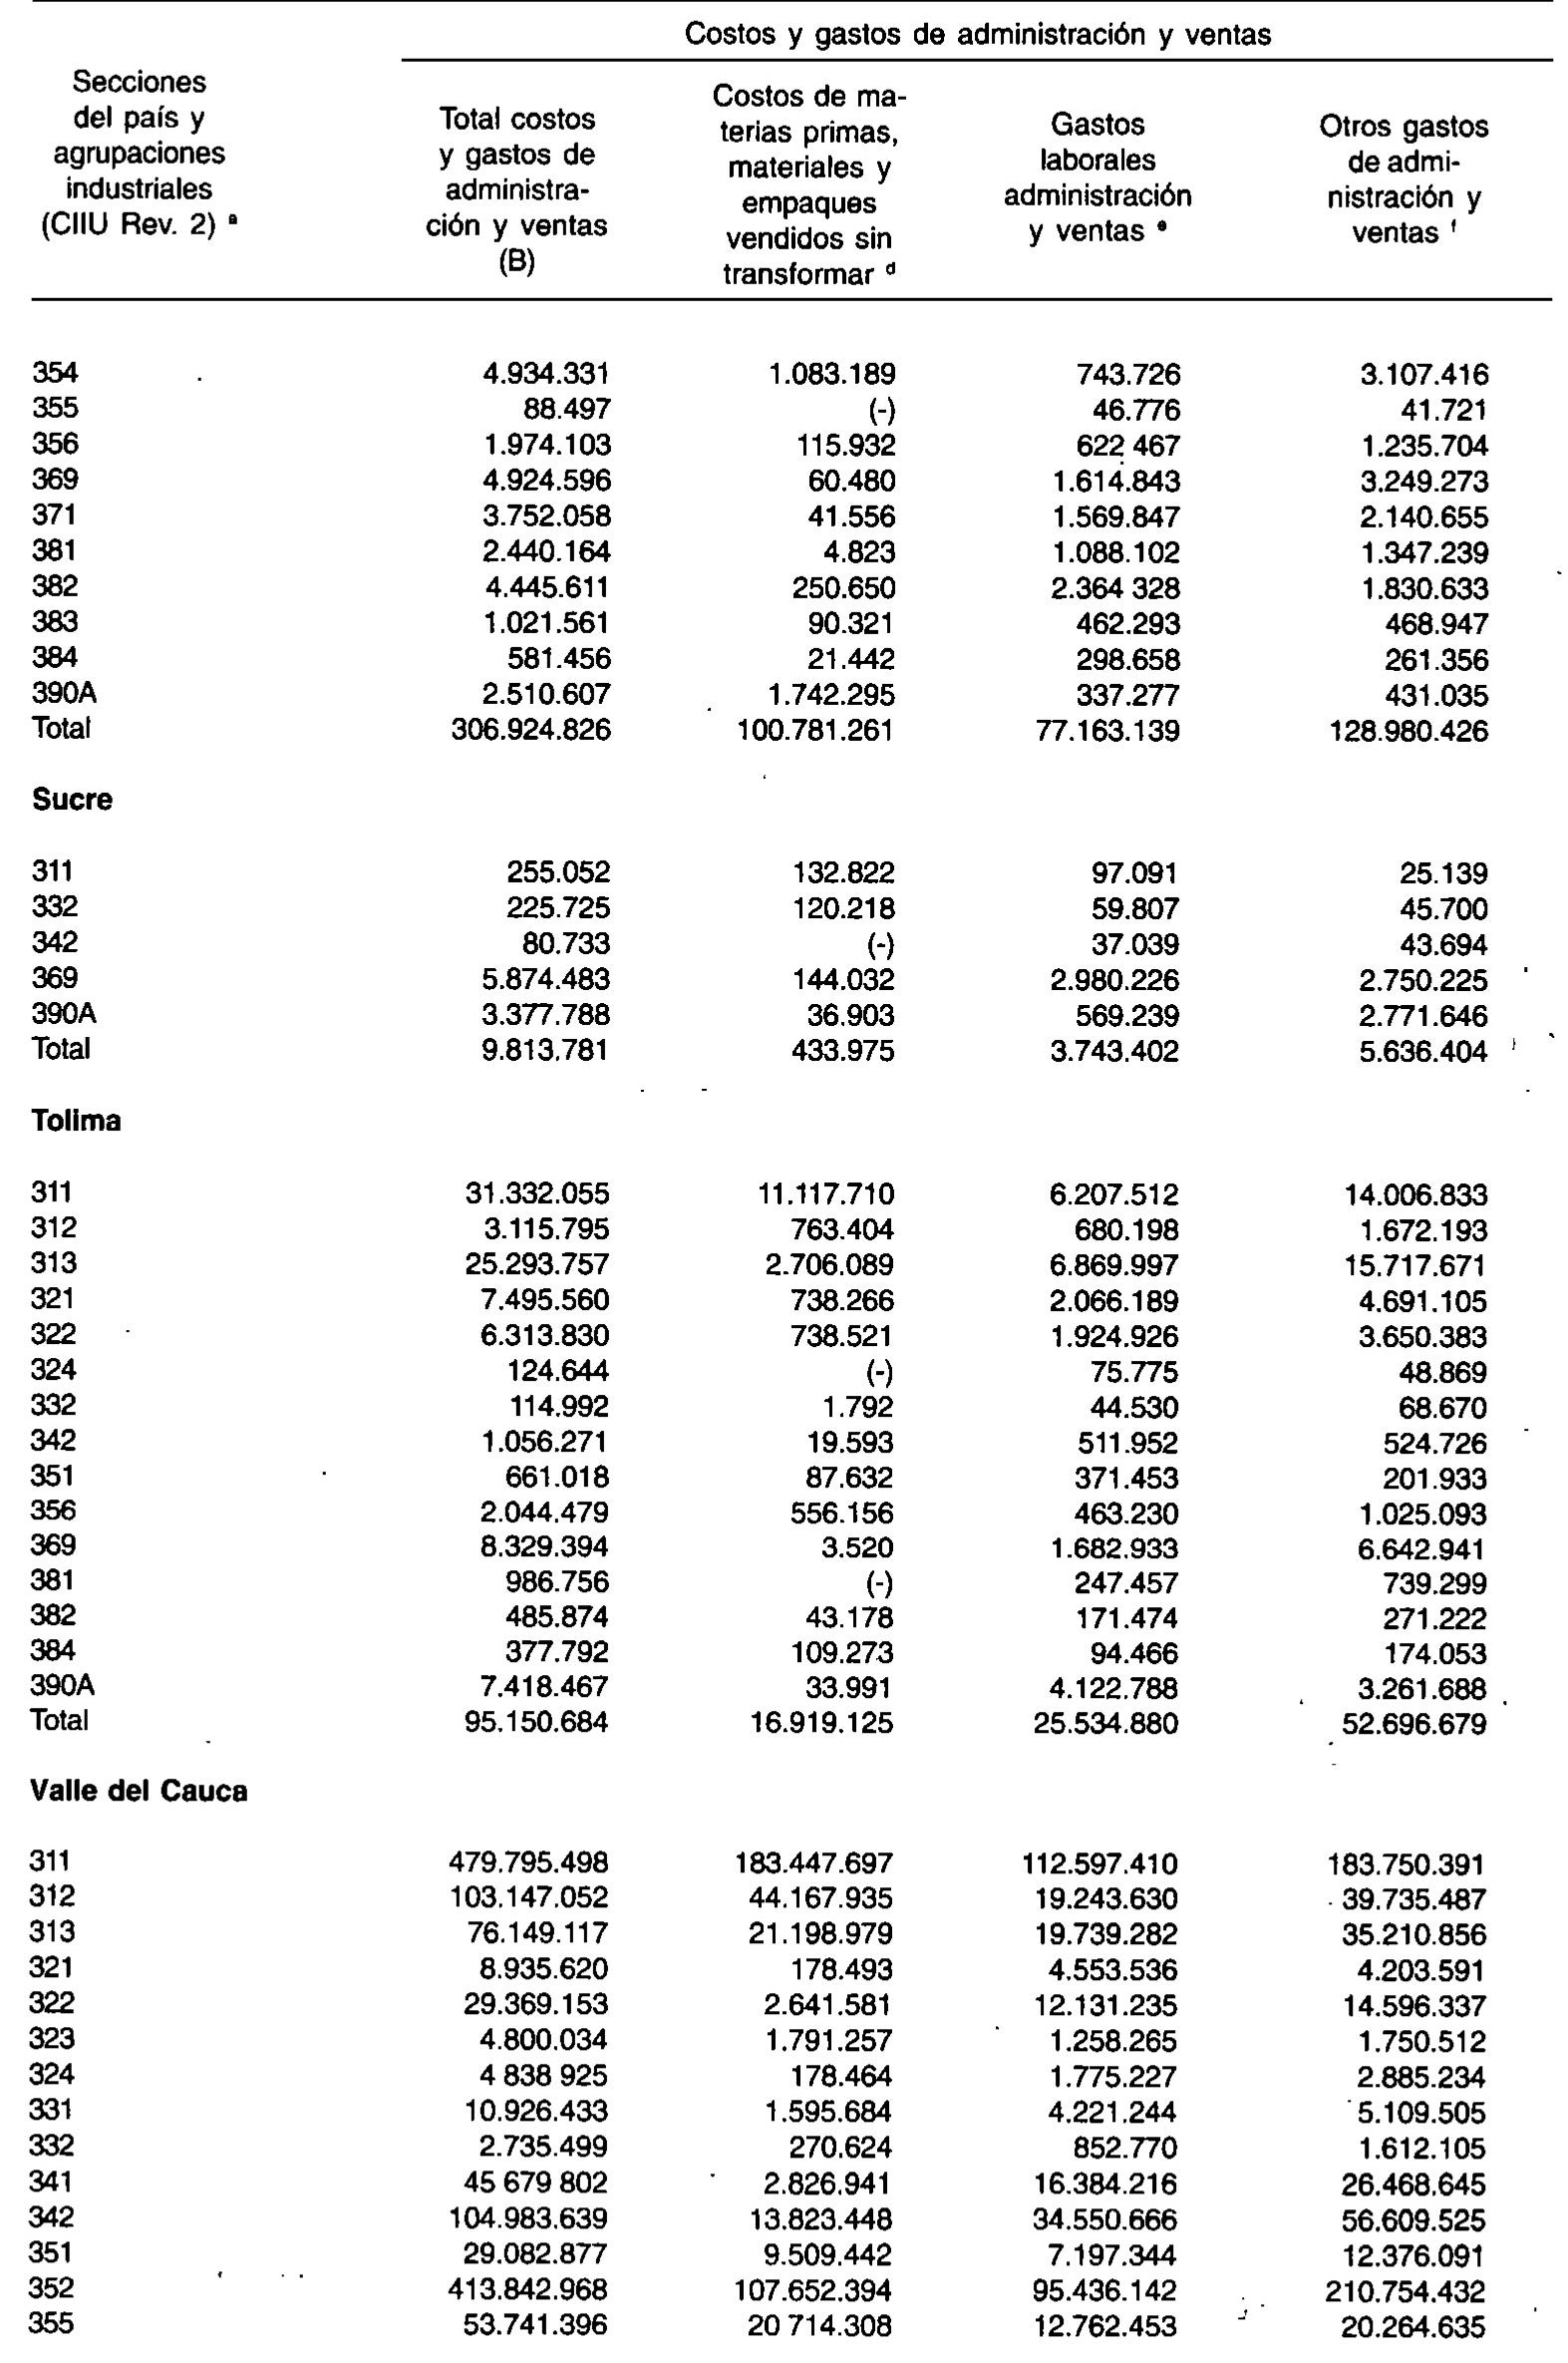 Costos y gastos de administración y ventas
Secciones
del país y
agrupaciones
industriales
(CIIU Rev. 2) a
Total costos
y gastos de
administra-
ción y ventas
(B)
Costos de ma-
terias primas,
materiales y
empaques
vendidos sin
transformar d
Gastos
laborales
administración
y ventas e
Otros gastos
de admi-
nistración y
ventas f
354 4.934.331 1.083.189 743.726 3.107.416
355 88.497 (-) 46.776 41.721
356 1.974.103 115.932 622 467 1.235.704
369 4.924.596 60.480 1.614.843 3.249.273
371 3.752.058 41.556 1.569.847 2.140.655
381 2.440.164 4.823 1.088.102 1.347.239
382 4.445.611 250.650 2.364 328 1.830.633
383 1.021.561 90.321 462.293 468.947
384 581.456 21.442 298.658 261.356
390A 2.510.607 1.742.295 337.277 431.035
Total 306.924.826 100.781.261 77.163.139 128.980.426
Sucre
311 255.052 132.822 97.091 25.139
332 225.725 120.218 59.807 45.700
342 80.733 (-) 37.039 43.694
369 5.874.483 144.032 2.980.226 2.750.225
390A 3.377.788 36.903 569.239 2.771.646
Total 9.813.781 433.975 3.743.402 5.636.404
Tolima
311 31.332.055 11.117.710 6.207.512 14.006.833
312 3.115.795 763.404 680.198 1.672.193
313 25.293.757 2.706.089 6.869.997 15.717.671
321 7.495.560 738.266 2.066.189 4.691.105
322 6.313.830 738.521 1.924.926 3.650.383
324 124.644 (-) 75.775 48.869
332 114.992 1.792 44.530 68.670
342 1.056.271 19.593 511.952 524.726
351 661.018 87.632 371.453 201.933
356 2.044.479 556.156 463.230 1.025.093
369 8.329.394 3.520 1.682.933 6.642.941
381 986.756 (-) 247.457 739.299
382 485.874 43.178 171.474 271.222
384 377.792 109.273 94.466 174.053
390A 7.418.467 33.991 4.122.788 3.261.688
Total 95.150.684 16.919.125 25.534.880 52.696.679
Valle del Cauca
311 479.795.498 183.447.697 112.597.410 183.750.391
312 103.147.052 44.167.935 19.243.630 39.735.487
313 76.149.117 21.198.979 19.739.282 35.210.856
321 8.935.620 178.493 4.553.536 4.203.591
322 29.369.153 2.641.581 12.131.235 14.596.337
323 4.800.034 1.791.257 1.258.265 1.750.512
324 4 838 925 178.464 1.775.227 2.885.234
331 10.926.433 1.595.684 4.221.244 5.109.505
332 2.735.499 270.624 852.770 1.612.105
341 45 679 802 2.826.941 16.384.216 26.468.645
342 104.983.639 13.823.448 34.550.666 56.609.525
351 29.082.877 9.509.442 7.197.344 12.376.091
352 413.842.968 107.652.394 95.436.142 210.754.432
355 53.741.396 20 714.308 12.762.453 20.264.635